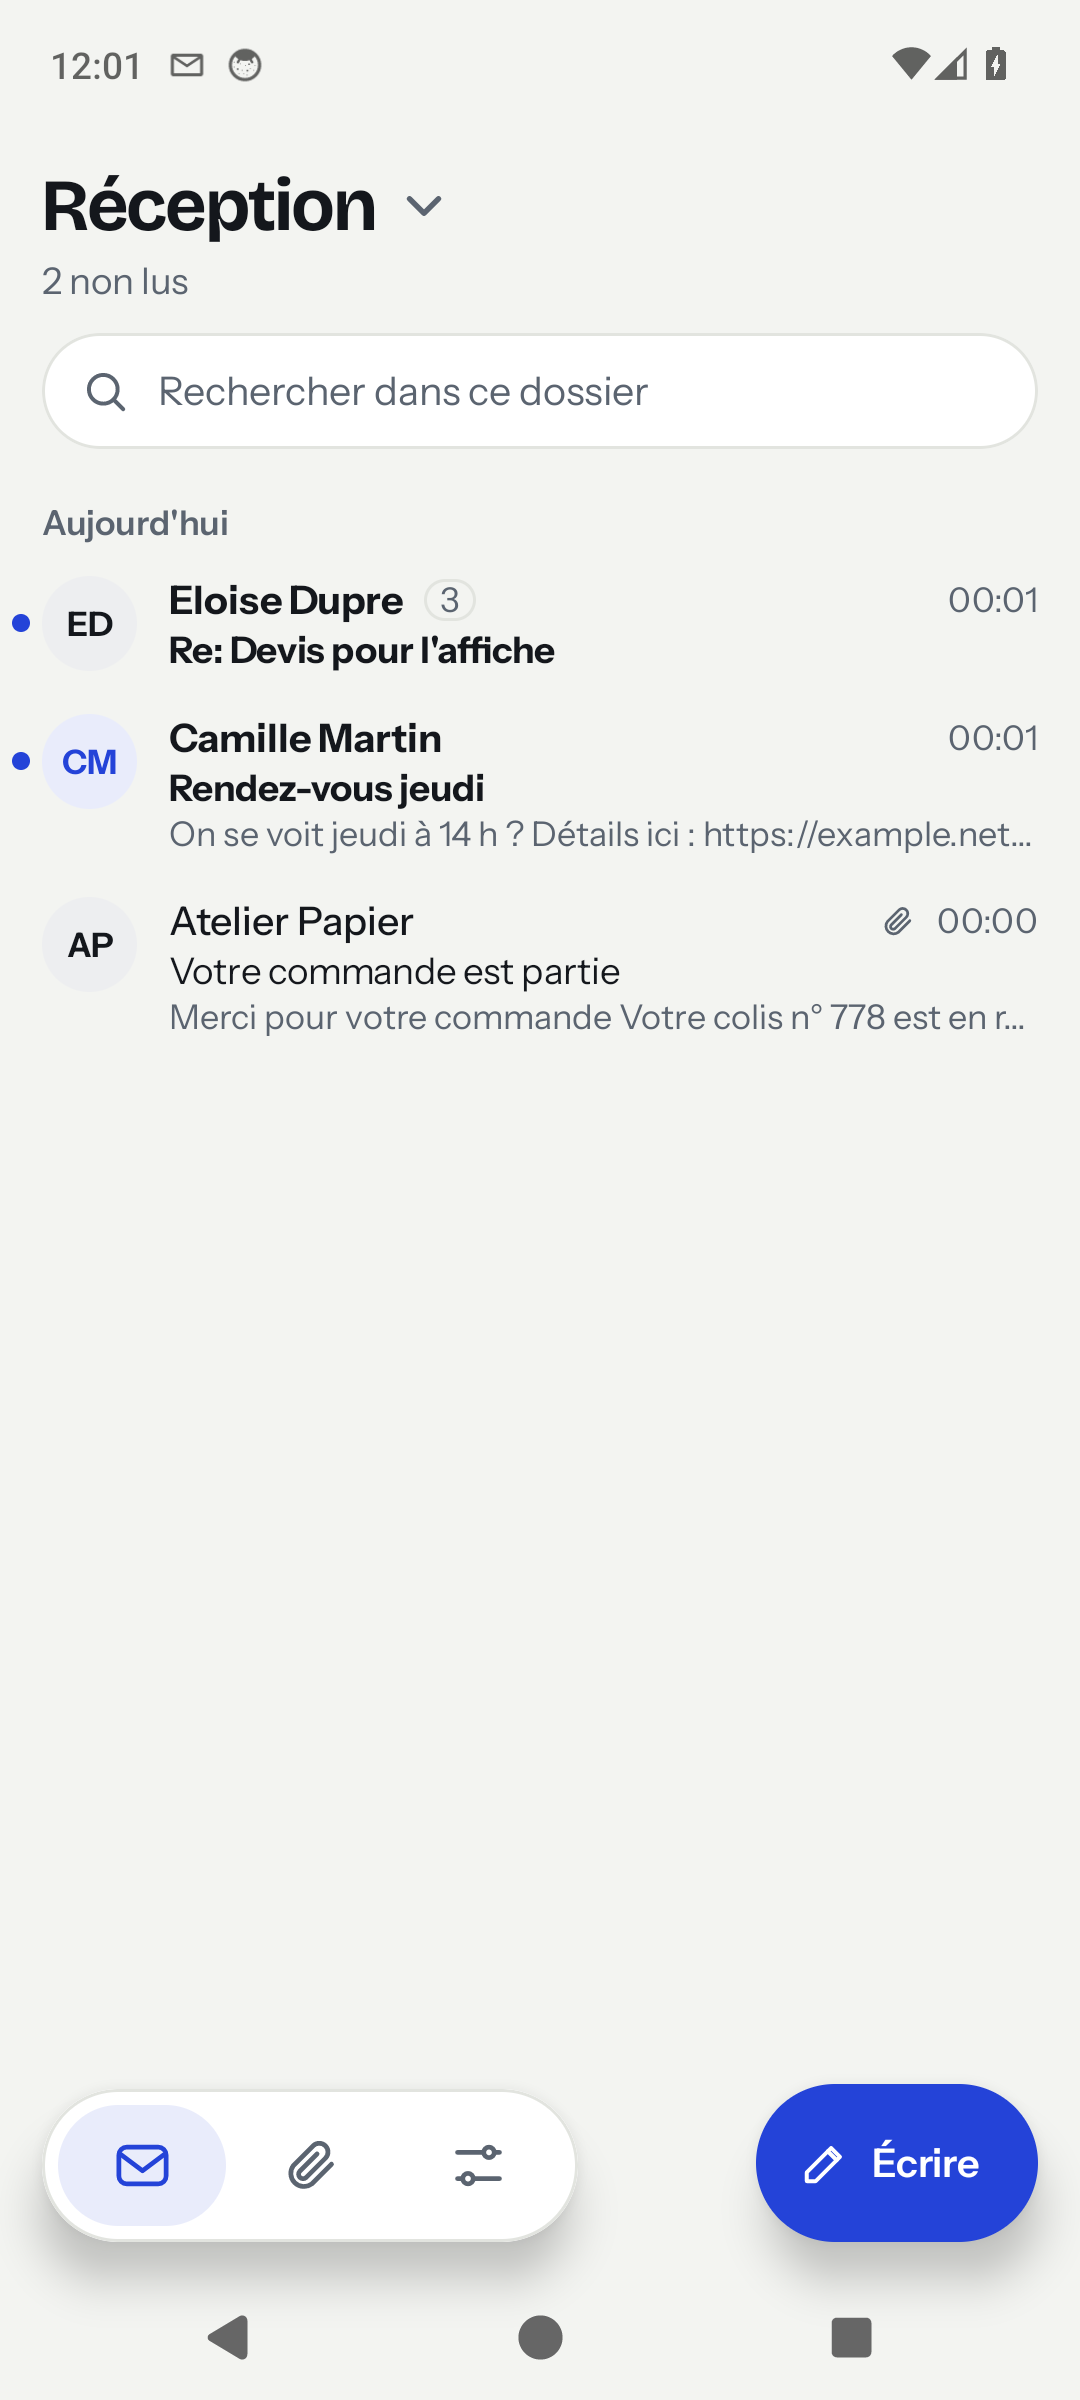 12:01
Réception
2 non lus
Rechercher dans ce dossier
Aujourd'hui
ED Eloise Dupre 3 00:01
Re: Devis pour l'affiche
CM Camille Martin 00:01
Rendez-vous jeudi
On se voit jeudi à 14 h ? Détails ici : https://example.net...
AP Atelier Papier 00:00
Votre commande est partie
Merci pour votre commande Votre colis n° 778 est en r...
Écrire